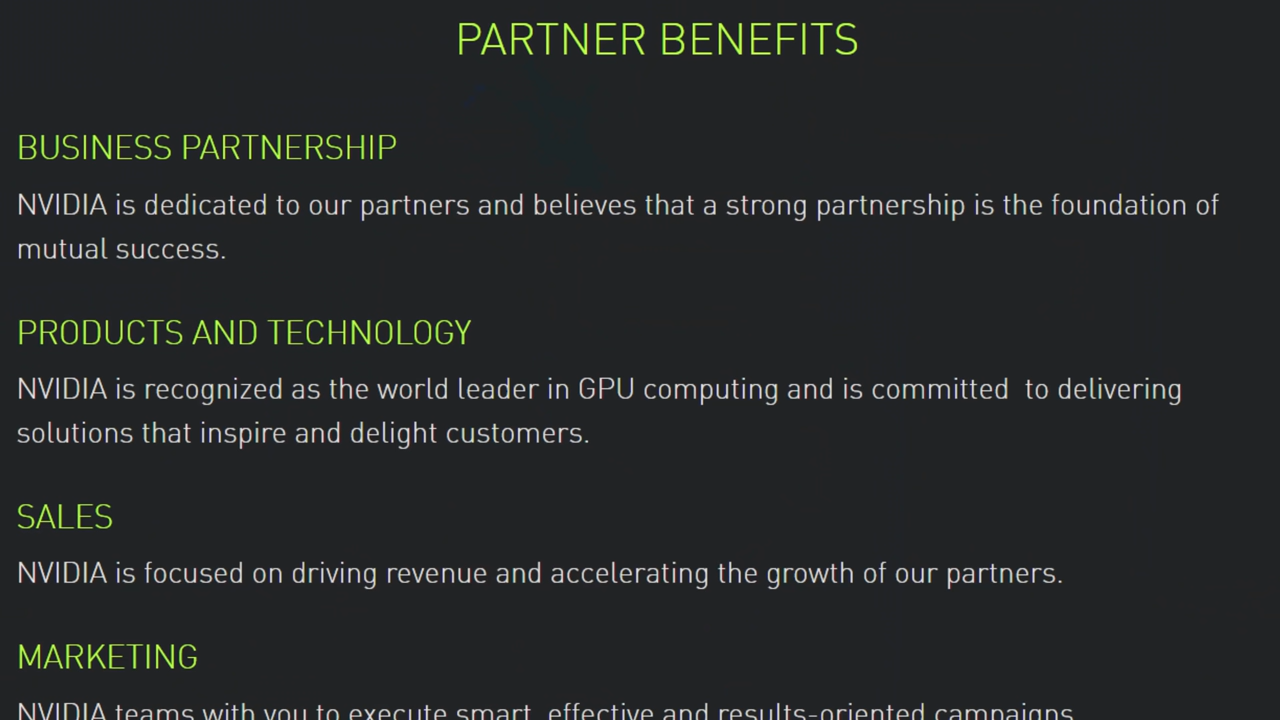 PARTNER BENEFITS
BUSINESS PARTNERSHIP
NVIDIA is dedicated to our partners and believes that a strong partnership is the foundation of
mutual success.
PRODUCTS AND TECHNOLOGY
NVIDIA is recognized as the world leader in GPU computing and is committed  to delivering
solutions that inspire and delight customers.
SALES
NVIDIA is focused on driving revenue and accelerating the growth of our partners.
MARKETING
NVIDIA teams with you to execute smart, effective and results-oriented campaigns.